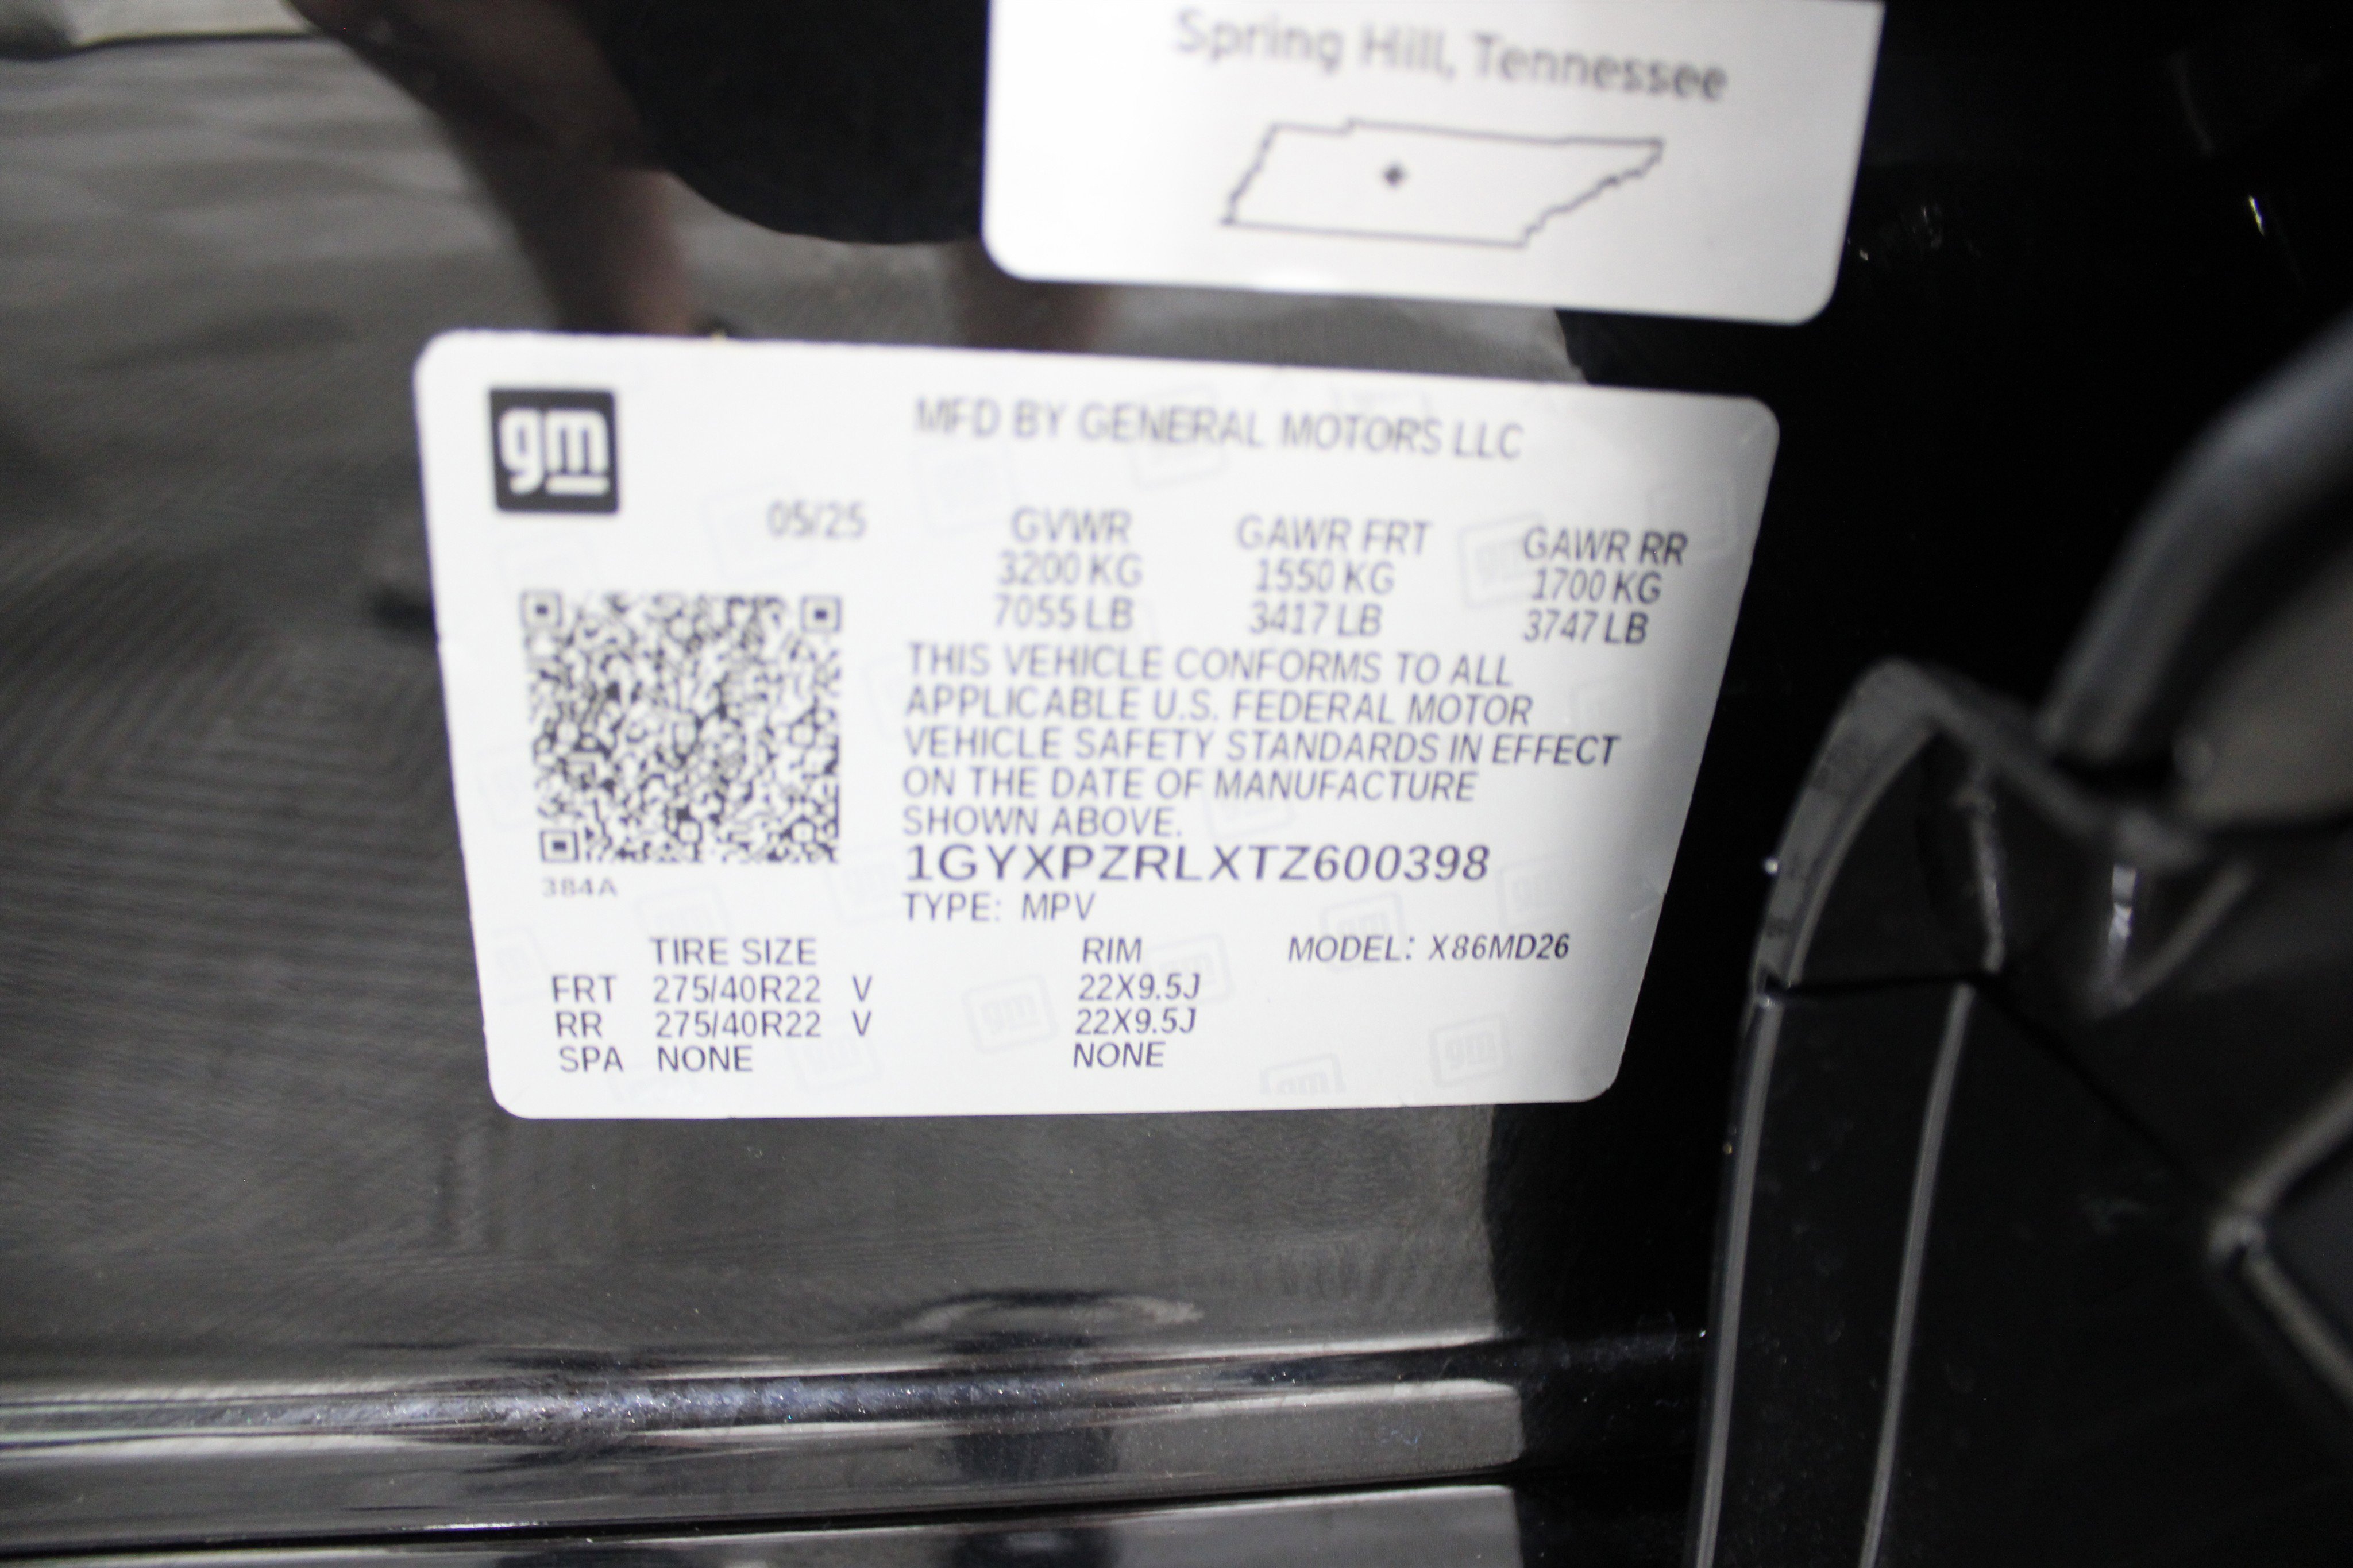 Spring Hill, Tennessee
gm
MFD BY GENERAL MOTORS LLC
05/25 GVWR GAWR FRT GAWR RR
3200 KG 1550 KG 1700 KG
7055 LB 3417 LB 3747 LB
THIS VEHICLE CONFORMS TO ALL
APPLICABLE U.S. FEDERAL MOTOR
VEHICLE SAFETY STANDARDS IN EFFECT
ON THE DATE OF MANUFACTURE
SHOWN ABOVE.
1GYXPZRLXTZ600398
384A
TYPE: MPV
TIRE SIZE RIM MODEL: X86MD26
FRT 275/40R22 V 22X9.5J
RR 275/40R22 V 22X9.5J
SPA NONE NONE